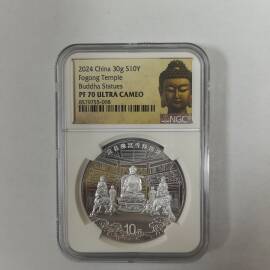 2024 China 30g S10Y
Fogong Temple
Buddha Statues
PF 70 ULTRA CAMEO
NGC
10元